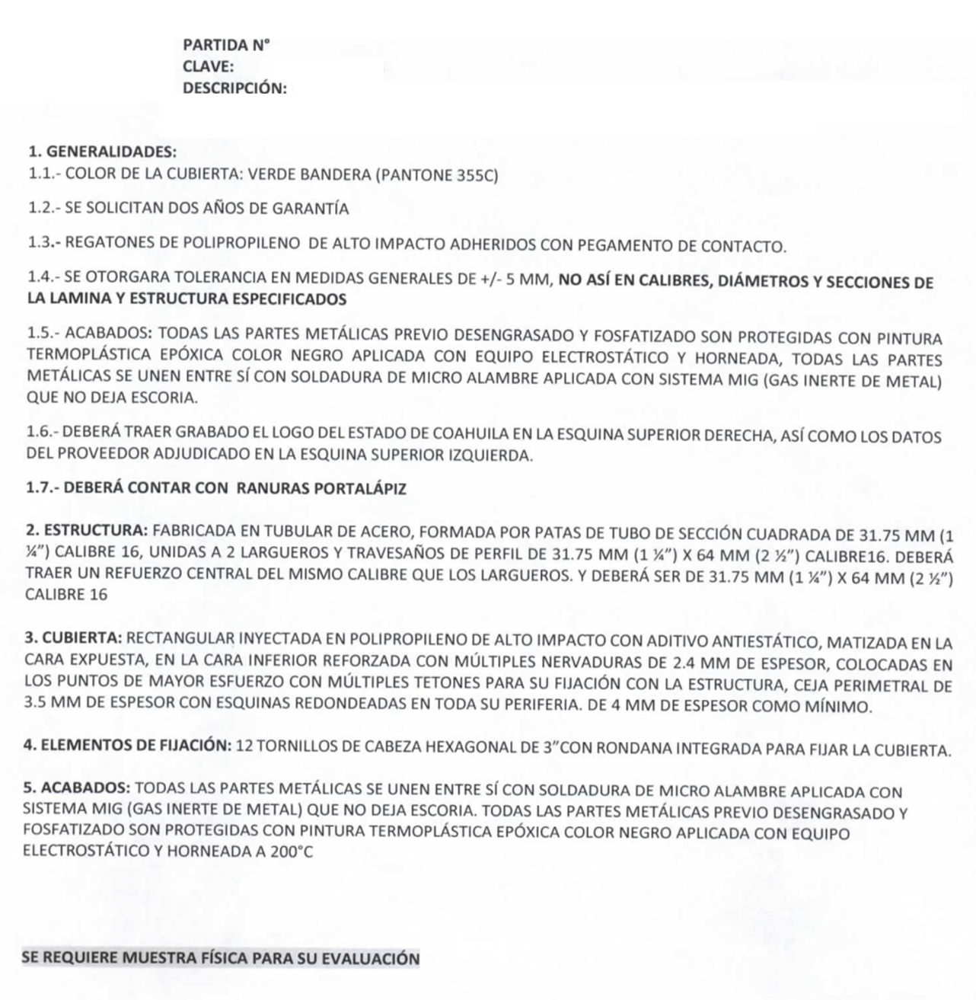 PARTIDA N°
CLAVE:
DESCRIPCIÓN:
1. GENERALIDADES:
1.1.- COLOR DE LA CUBIERTA: VERDE BANDERA (PANTONE 355C)
1.2.- SE SOLICITAN DOS AÑOS DE GARANTÍA
1.3.- REGATONES DE POLIPROPILENO DE ALTO IMPACTO ADHERIDOS CON PEGAMENTO DE CONTACTO.
1.4.- SE OTORGARA TOLERANCIA EN MEDIDAS GENERALES DE +/- 5 MM, NO ASÍ EN CALIBRES, DIÁMETROS Y SECCIONES DE
LA LAMINA Y ESTRUCTURA ESPECIFICADOS
1.5.- ACABADOS: TODAS LAS PARTES METÁLICAS PREVIO DESENGRASADO Y FOSFATIZADO SON PROTEGIDAS CON PINTURA
TERMOPLÁSTICA EPÓXICA COLOR NEGRO APLICADA CON EQUIPO ELECTROSTÁTICO Y HORNEADA, TODAS LAS PARTES
METÁLICAS SE UNEN ENTRE SÍ CON SOLDADURA DE MICRO ALAMBRE APLICADA CON SISTEMA MIG (GAS INERTE DE METAL)
QUE NO DEJA ESCORIA.
1.6.- DEBERÁ TRAER GRABADO EL LOGO DEL ESTADO DE COAHUILA EN LA ESQUINA SUPERIOR DERECHA, ASÍ COMO LOS DATOS
DEL PROVEEDOR ADJUDICADO EN LA ESQUINA SUPERIOR IZQUIERDA.
1.7.- DEBERÁ CONTAR CON RANURAS PORTALÁPIZ
2. ESTRUCTURA: FABRICADA EN TUBULAR DE ACERO, FORMADA POR PATAS DE TUBO DE SECCIÓN CUADRADA DE 31.75 MM (1
¼”) CALIBRE 16, UNIDAS A 2 LARGUEROS Y TRAVESAÑOS DE PERFIL DE 31.75 MM (1 ¼”) X 64 MM (2 ½”) CALIBRE16. DEBERÁ
TRAER UN REFUERZO CENTRAL DEL MISMO CALIBRE QUE LOS LARGUEROS. Y DEBERÁ SER DE 31.75 MM (1 ¼”) X 64 MM (2 ½”)
CALIBRE 16
3. CUBIERTA: RECTANGULAR INYECTADA EN POLIPROPILENO DE ALTO IMPACTO CON ADITIVO ANTIESTÁTICO, MATIZADA EN LA
CARA EXPUESTA, EN LA CARA INFERIOR REFORZADA CON MÚLTIPLES NERVADURAS DE 2.4 MM DE ESPESOR, COLOCADAS EN
LOS PUNTOS DE MAYOR ESFUERZO CON MÚLTIPLES TETONES PARA SU FIJACIÓN CON LA ESTRUCTURA, CEJA PERIMETRAL DE
3.5 MM DE ESPESOR CON ESQUINAS REDONDEADAS EN TODA SU PERIFERIA. DE 4 MM DE ESPESOR COMO MÍNIMO.
4. ELEMENTOS DE FIJACIÓN: 12 TORNILLOS DE CABEZA HEXAGONAL DE 3”CON RONDANA INTEGRADA PARA FIJAR LA CUBIERTA.
5. ACABADOS: TODAS LAS PARTES METÁLICAS SE UNEN ENTRE SÍ CON SOLDADURA DE MICRO ALAMBRE APLICADA CON
SISTEMA MIG (GAS INERTE DE METAL) QUE NO DEJA ESCORIA. TODAS LAS PARTES METÁLICAS PREVIO DESENGRASADO Y
FOSFATIZADO SON PROTEGIDAS CON PINTURA TERMOPLÁSTICA EPÓXICA COLOR NEGRO APLICADA CON EQUIPO
ELECTROSTÁTICO Y HORNEADA A 200°C
SE REQUIERE MUESTRA FÍSICA PARA SU EVALUACIÓN